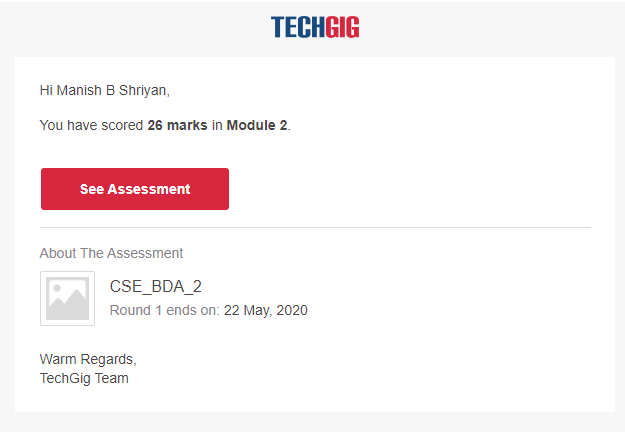 TECHGIG
Hi Manish B Shriyan,
You have scored 26 marks in Module 2.
See Assessment
About The Assessment
CSE_BDA_2
Round 1 ends on: 22 May, 2020
Warm Regards,
TechGig Team